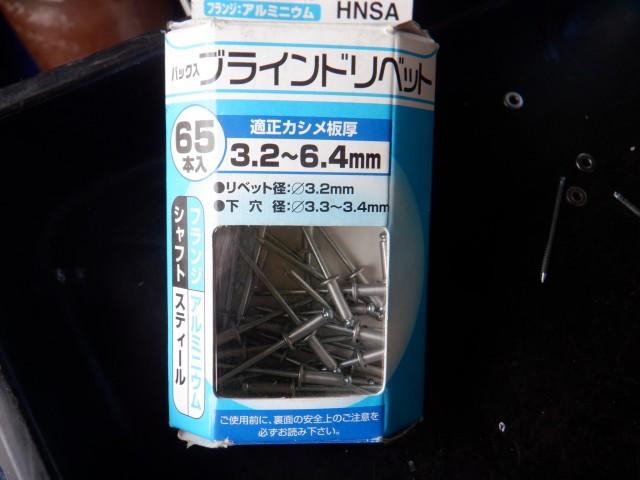 フランジ:アルミニウム HNSA
パック入 ブラインドリベット
65本入
適正カシメ板厚
3.2～6.4mm
●リベット径:∅3.2mm
●下穴径:∅3.3～3.4mm
フランジ アルミニウム
シャフト スティール
ご使用前に、裏面の安全上のご注意を
必ずお読み下さい。